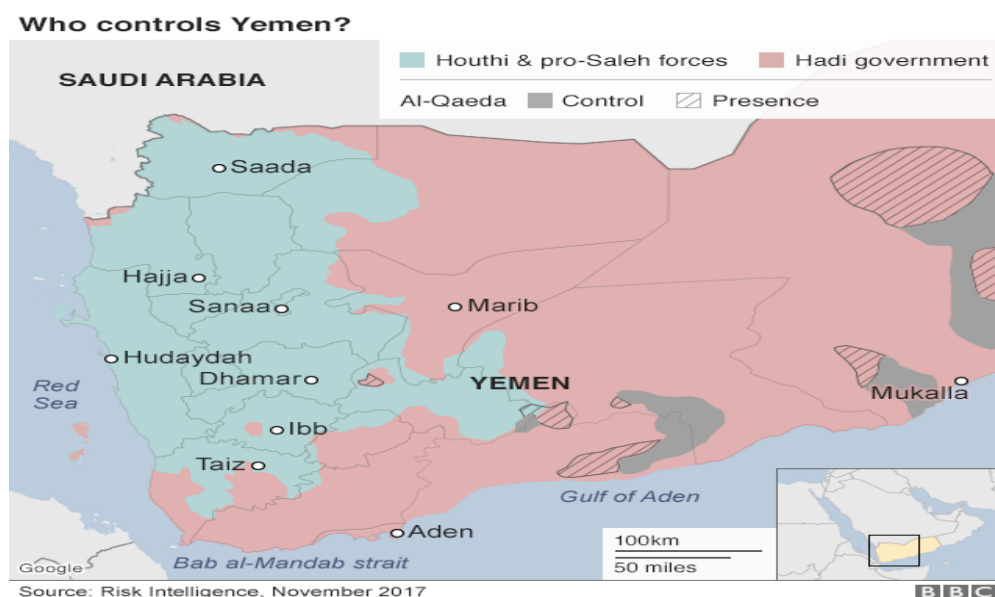 Who controls Yemen?
Houthi & pro-Saleh forces
Hadi government
Al-Qaeda
Control
Presence
SAUDI ARABIA
Saada
Hajja
Sanaa
Marib
Hudaydah
Dhamar
YEMEN
Mukalla
Red
Sea
Ibb
Taiz
Gulf of Aden
Aden
Bab al-Mandab strait
100km
50 miles
Google
Source: Risk Intelligence, November 2017
BBC